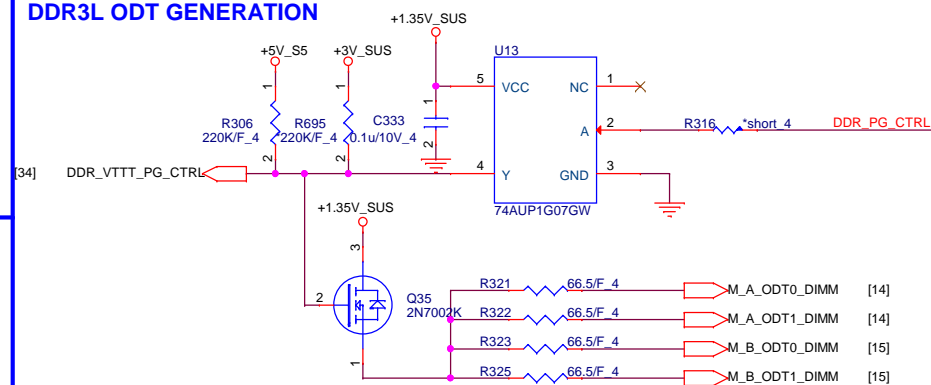 DDR3L ODT GENERATION
+1.35V_SUS
+5V_S5
+3V_SUS
U13
1
1
1
5
VCC
NC
1
R306
220K/F_4
R695
220K/F_4
C333
0.1u/10V_4
A
2
R316
*short_4
DDR_PG_CTRL
2
2
2
[34]
DDR_VTTT_PG_CTRL
4
Y
GND
3
74AUP1G07GW
+1.35V_SUS
3
2
Q35
2N7002K
1
R321
66.5/F_4
M_A_ODT0_DIMM
[14]
R322
66.5/F_4
M_A_ODT1_DIMM
[14]
R323
66.5/F_4
M_B_ODT0_DIMM
[15]
R325
66.5/F_4
M_B_ODT1_DIMM
[15]